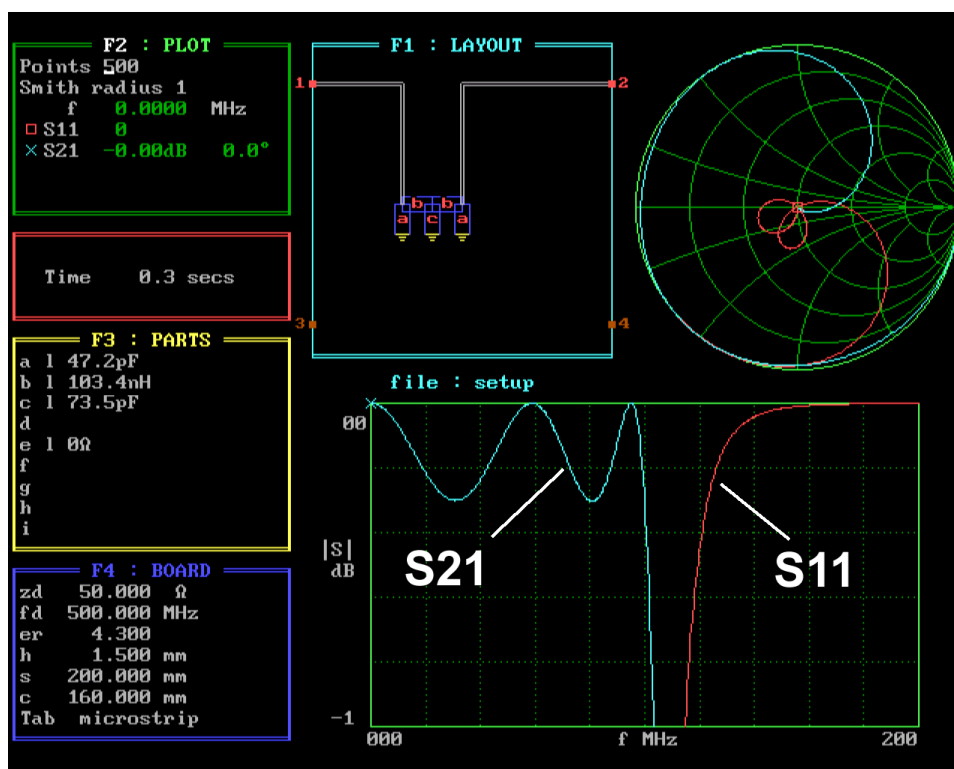 F2 : PLOT
Points 500
Smith radius 1
f 0.0000 MHz
S11 0
×S21 -0.00dB 0.0°
Time 0.3 secs
F3 : PARTS
a l 47.2pF
b l 103.4nH
c l 73.5pF
d
e l 0Ω
f
g
h
i
F4 : BOARD
zd 50.000 Ω
fd 500.000 MHz
er 4.300
h 1.500 mm
s 200.000 mm
c 160.000 mm
Tab microstrip
F1 : LAYOUT
1
2
b b
a c a
3
4
file : setup
00
|S|
dB
-1
S21
S11
000 f MHz 200